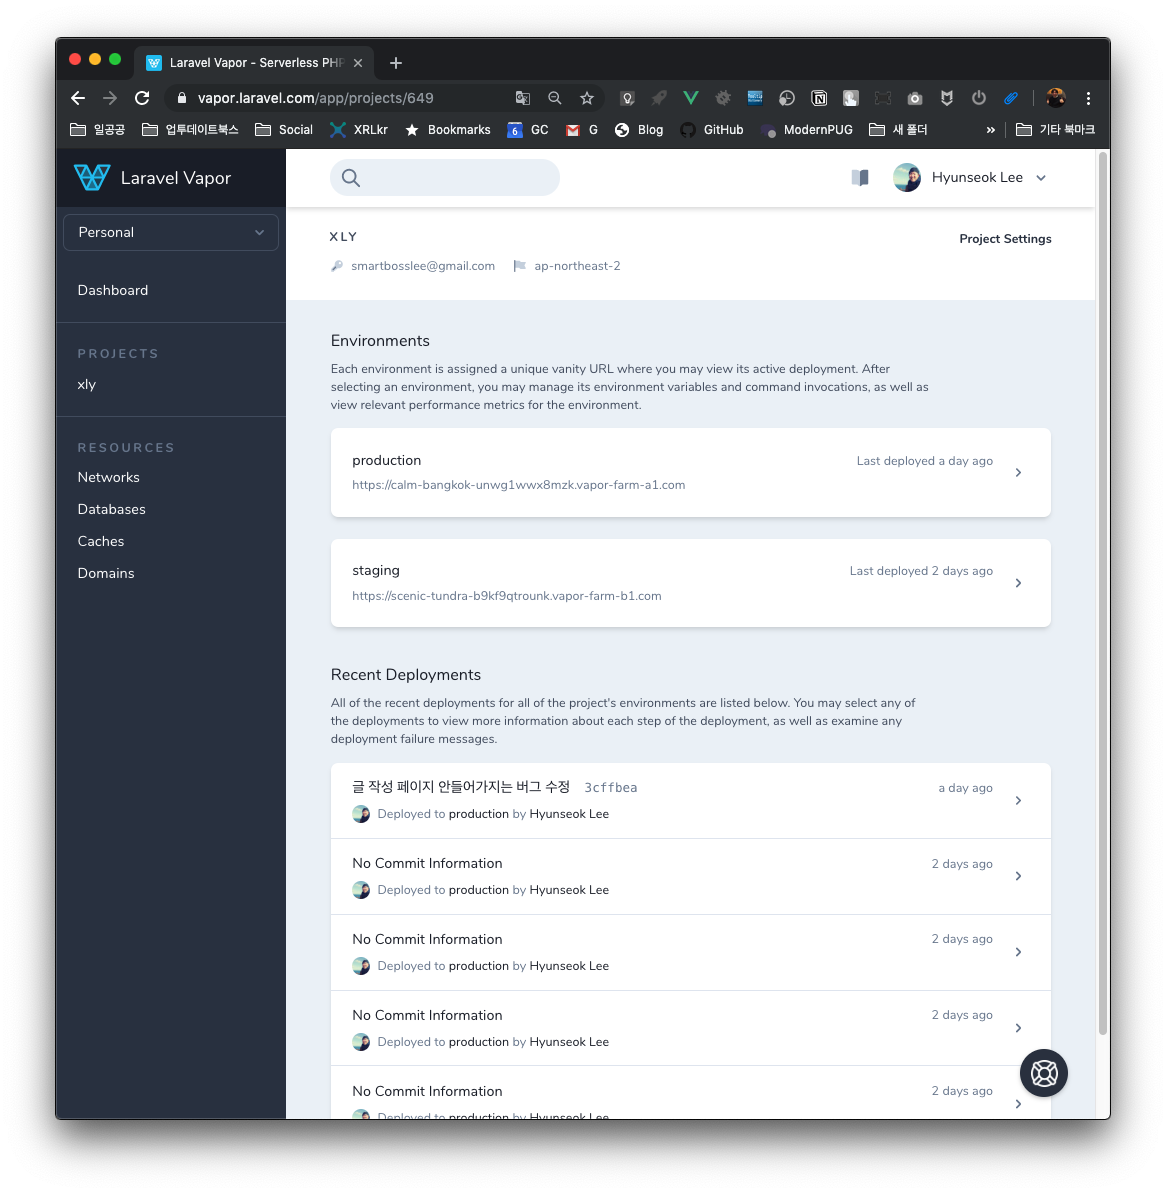 Laravel Vapor - Serverless PHP
vapor.laravel.com/app/projects/649
일공공
업투데이트북스
Social
XRLkr
Bookmarks
6
GC
G
Blog
GitHub
ModernPUG
새 폴더
»
기타 북마크
Laravel Vapor
Hyunseok Lee
Personal
Dashboard
PROJECTS
xly
RESOURCES
Networks
Databases
Caches
Domains
XLY
Project Settings
smartbosslee@gmail.com
ap-northeast-2
Environments
Each environment is assigned a unique vanity URL where you may view its active deployment. After
selecting an environment, you may manage its environment variables and command invocations, as well as
view relevant performance metrics for the environment.
production
Last deployed a day ago
https://calm-bangkok-unwg1wwx8mzk.vapor-farm-a1.com
staging
Last deployed 2 days ago
https://scenic-tundra-b9kf9qtrounk.vapor-farm-b1.com
Recent Deployments
All of the recent deployments for all of the project's environments are listed below. You may select any of
the deployments to view more information about each step of the deployment, as well as examine any
deployment failure messages.
글 작성 페이지 안들어가지는 버그 수정 3cffbea
a day ago
Deployed to production by Hyunseok Lee
No Commit Information
2 days ago
Deployed to production by Hyunseok Lee
No Commit Information
2 days ago
Deployed to production by Hyunseok Lee
No Commit Information
2 days ago
Deployed to production by Hyunseok Lee
No Commit Information
2 days ago
Deployed to production by Hyunseok Lee